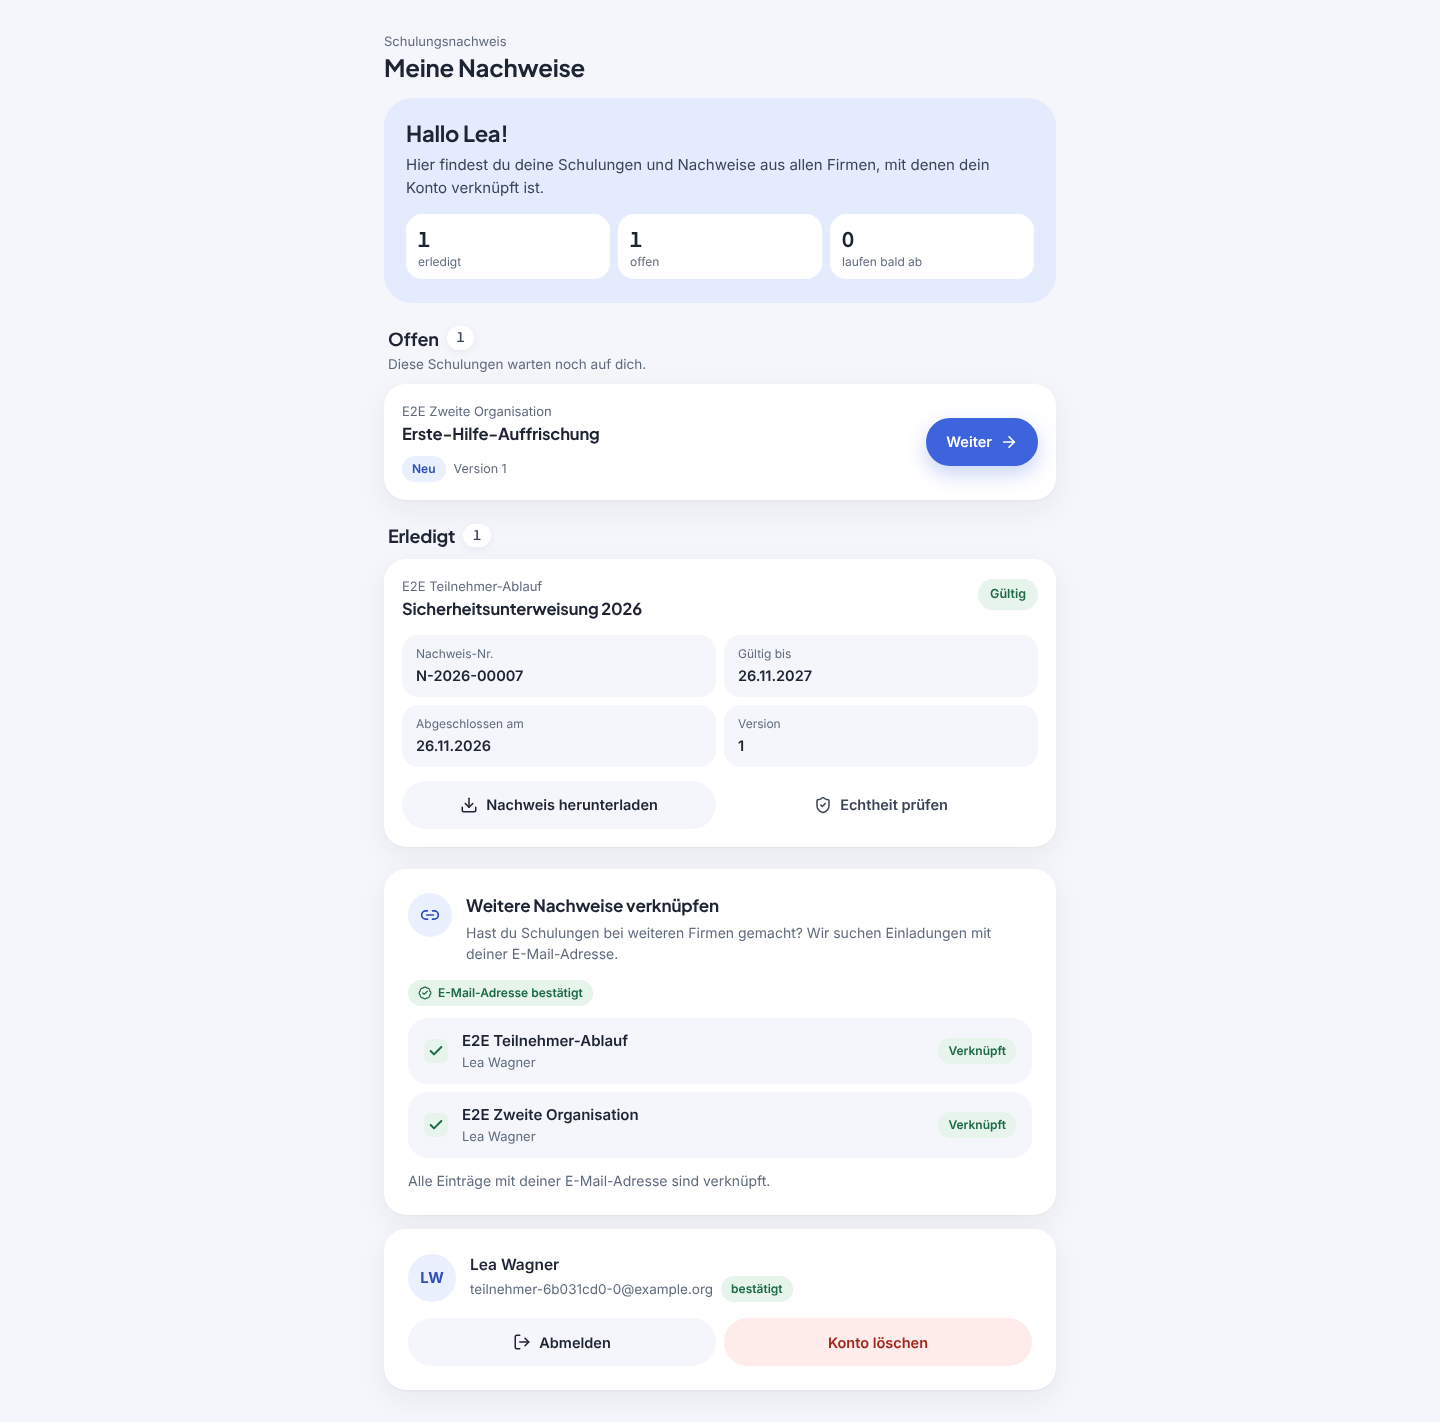 Schulungsnachweis
Meine Nachweise
Hallo Lea!
Hier findest du deine Schulungen und Nachweise aus allen Firmen, mit denen dein
Konto verknüpft ist.
1
erledigt
1
offen
0
laufen bald ab
Offen 1
Diese Schulungen warten noch auf dich.
E2E Zweite Organisation
Erste-Hilfe-Auffrischung
Neu Version 1
Weiter
Erledigt 1
E2E Teilnehmer-Ablauf
Sicherheitsunterweisung 2026
Gültig
Nachweis-Nr.
N-2026-00007
Gültig bis
26.11.2027
Abgeschlossen am
26.11.2026
Version
1
Nachweis herunterladen
Echtheit prüfen
Weitere Nachweise verknüpfen
Hast du Schulungen bei weiteren Firmen gemacht? Wir suchen Einladungen mit
deiner E-Mail-Adresse.
E-Mail-Adresse bestätigt
E2E Teilnehmer-Ablauf
Lea Wagner
Verknüpft
E2E Zweite Organisation
Lea Wagner
Verknüpft
Alle Einträge mit deiner E-Mail-Adresse sind verknüpft.
LW
Lea Wagner
teilnehmer-6b031cd0-0@example.org bestätigt
Abmelden
Konto löschen